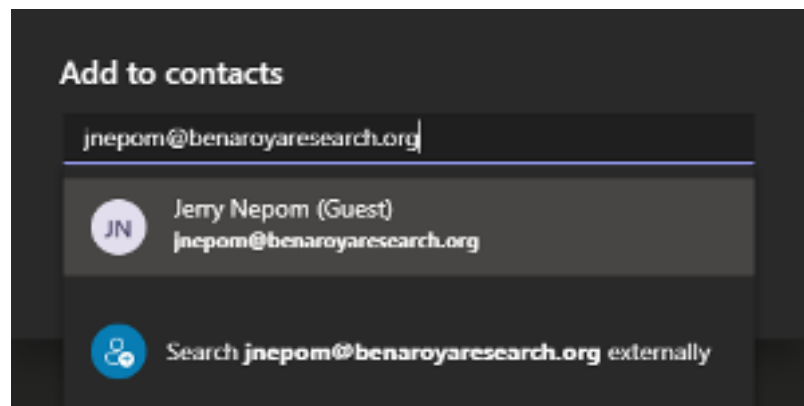 Add to contacts
jnepom@benaroyaresearch.org
JN
Jerry Nepom (Guest)
jnepom@benaroyaresearch.org
Search jnepom@benaroyaresearch.org externally